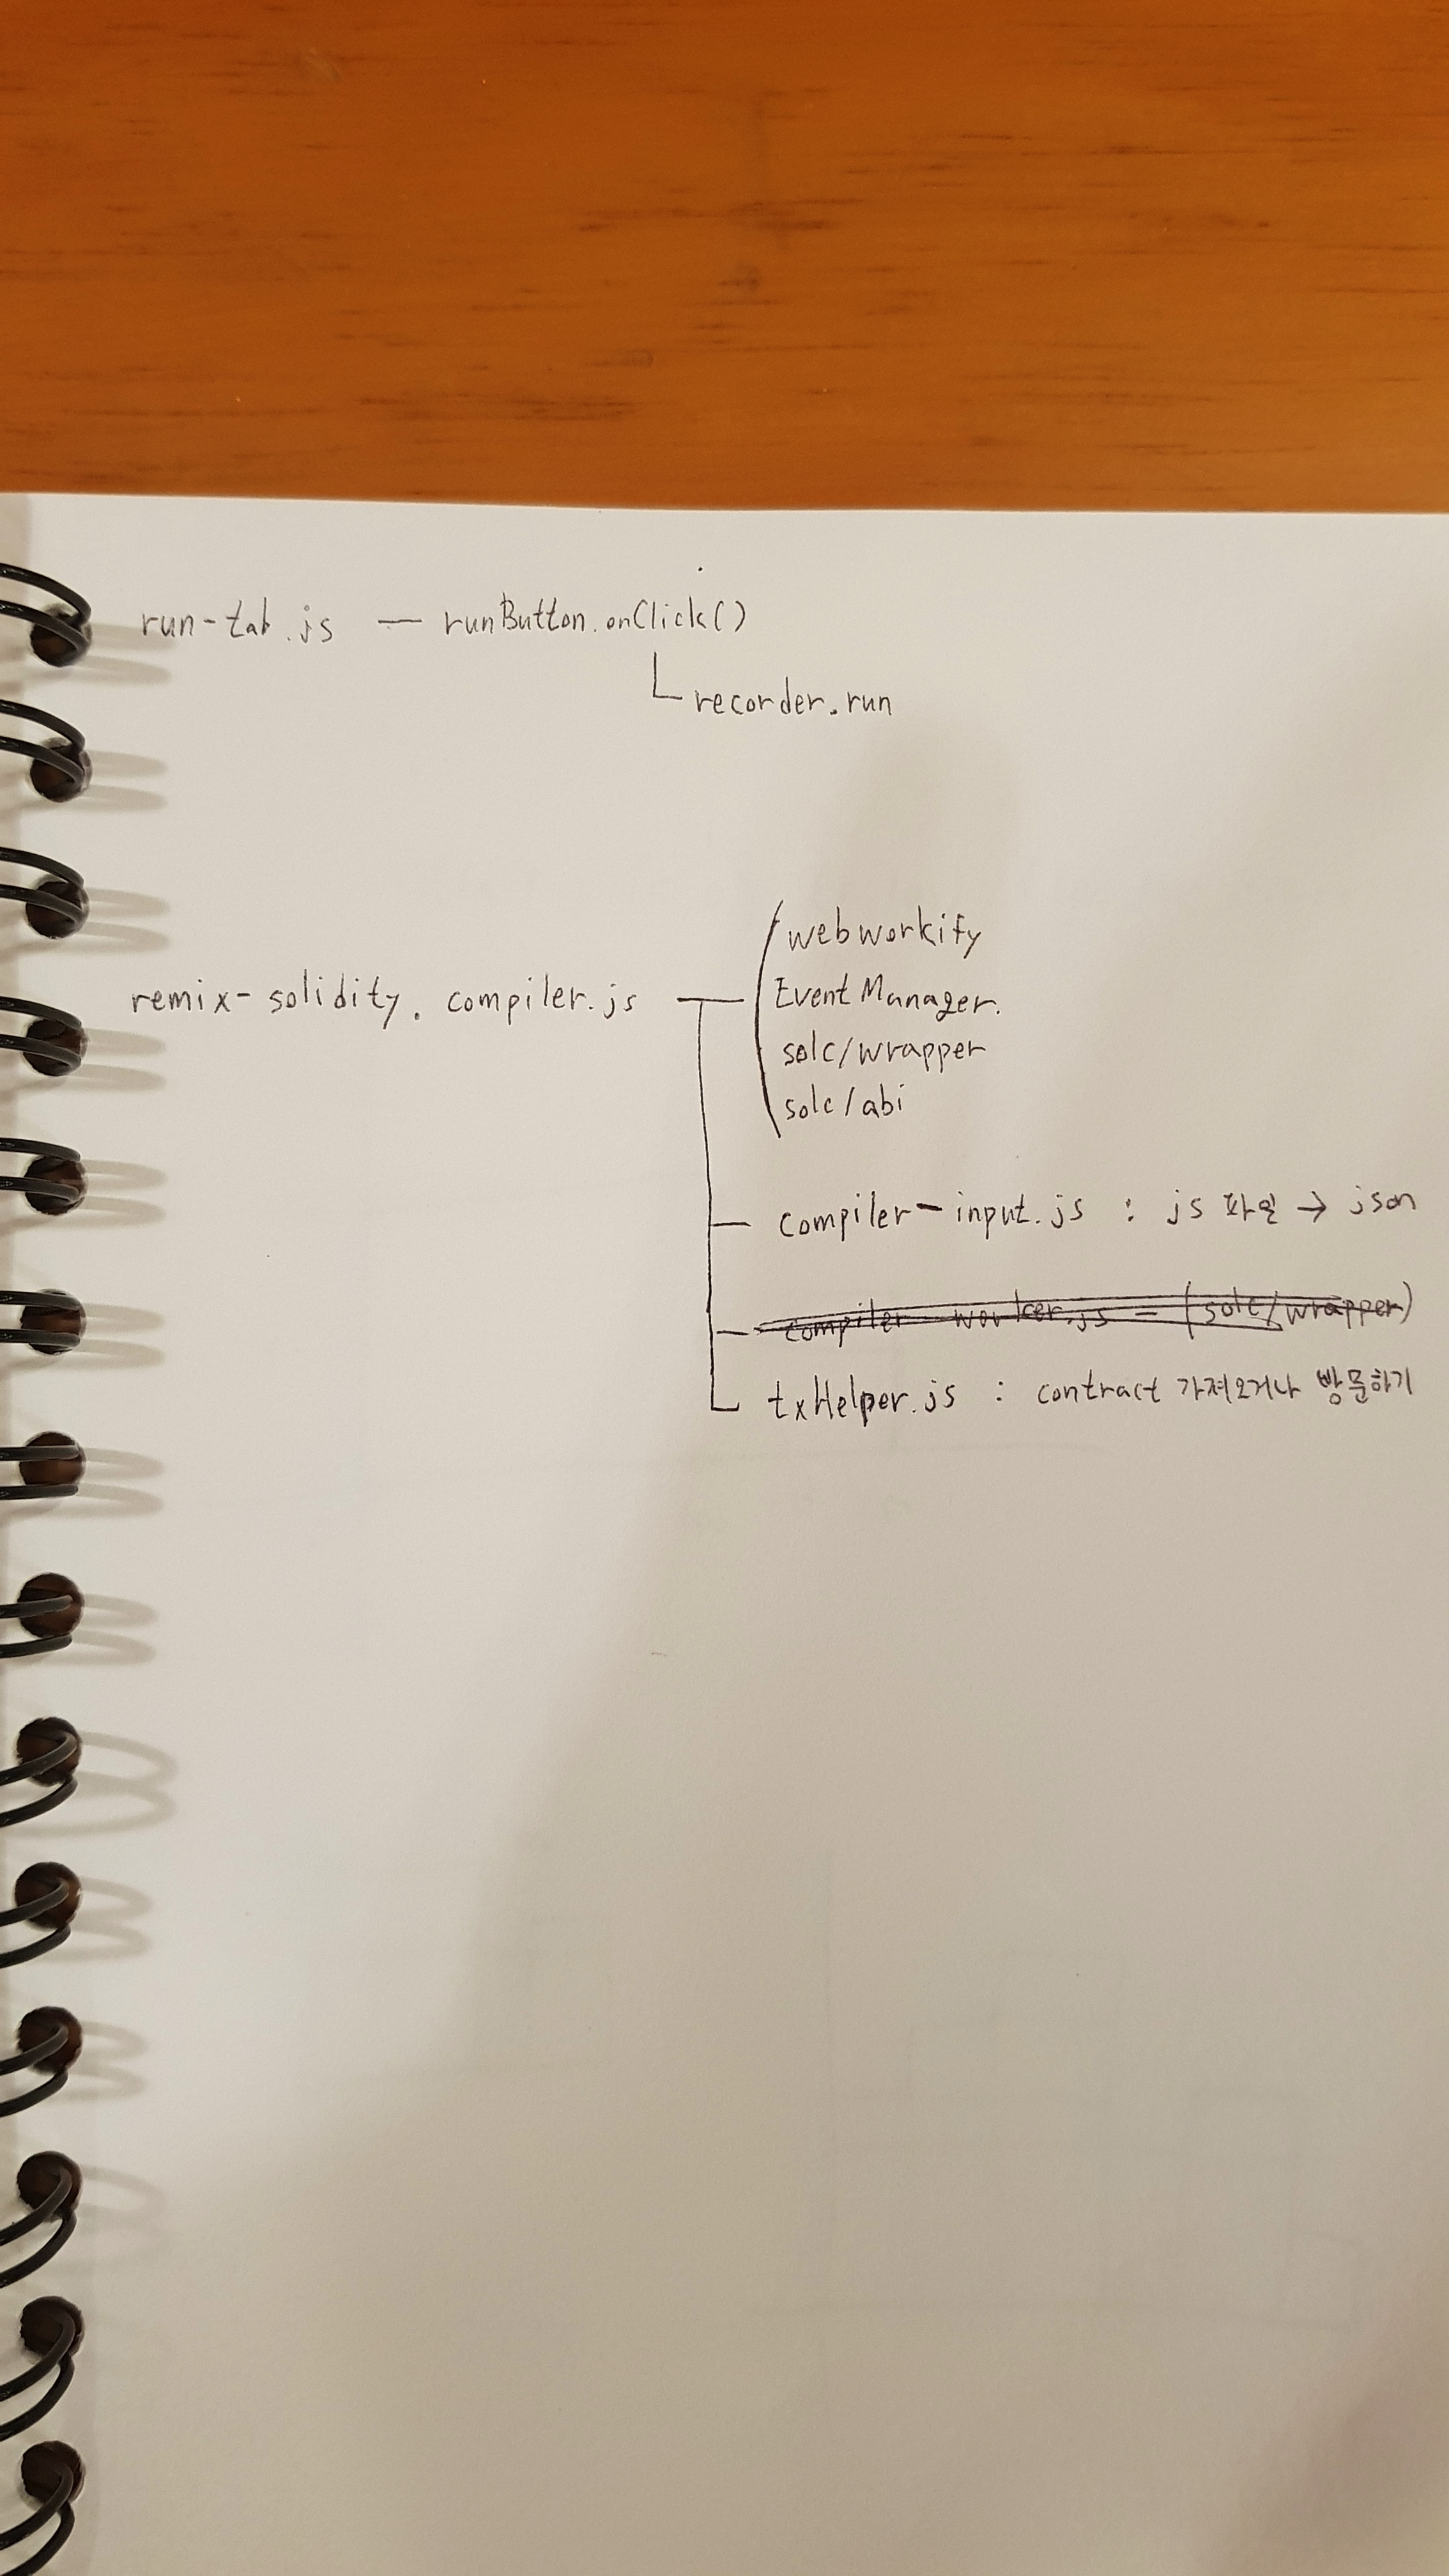 run-tab.js — runButton.onClick()
recorder.run
webworkify
remix-solidity. compiler.js
EventManager.
solc/wrapper
solc/abi
compiler-input.js : js 파일 → json
compiler-worker.js - (solc/wrapper)
txHelper.js : contract 가져오거나 방문하기